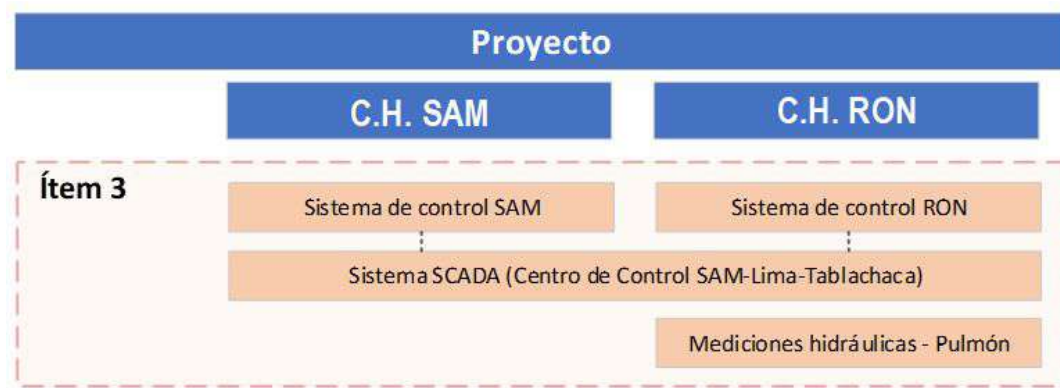 Proyecto
C.H. SAM
C.H. RON
Ítem 3
Sistema de control SAM
Sistema de control RON
Sistema SCADA (Centro de Control SAM-Lima-Tablachaca)
Mediciones hidráulicas - Pulmón